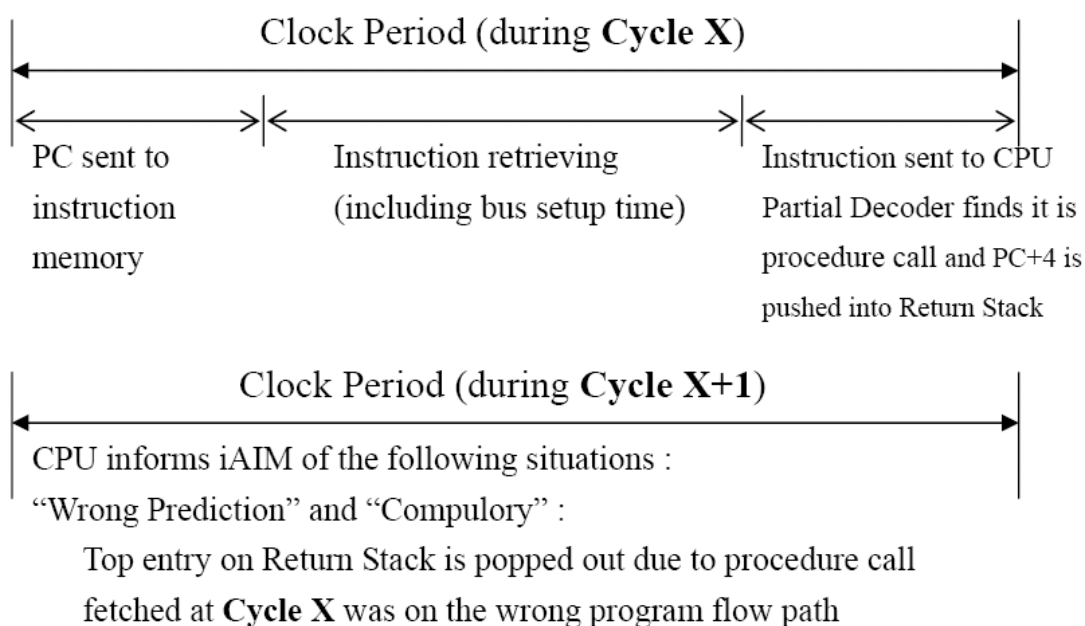 Clock Period (during Cycle X)
PC sent to
instruction
memory
Instruction retrieving
(including bus setup time)
Instruction sent to CPU
Partial Decoder finds it is
procedure call and PC+4 is
pushed into Return Stack
Clock Period (during Cycle X+1)
CPU informs iAIM of the following situations :
“Wrong Prediction” and “Compulory” :
Top entry on Return Stack is popped out due to procedure call
fetched at Cycle X was on the wrong program flow path